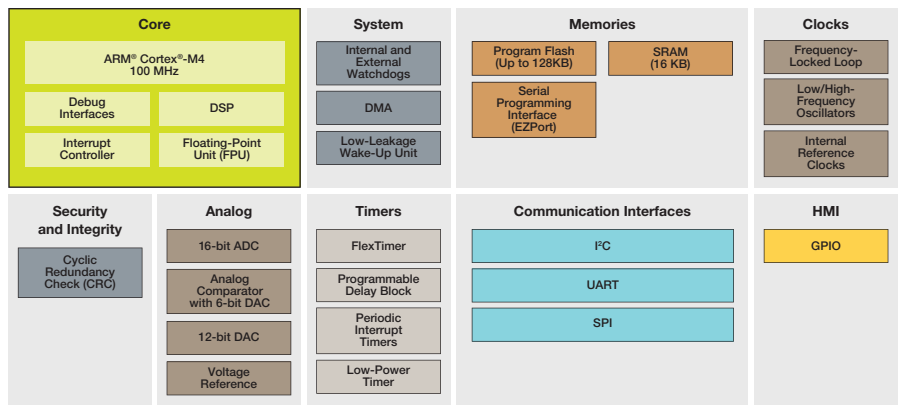 Core
ARM® Cortex®-M4
100 MHz
Debug
Interfaces
DSP
Interrupt
Controller
Floating-Point
Unit (FPU)
System
Internal and
External
Watchdogs
DMA
Low-Leakage
Wake-Up Unit
Memories
Program Flash
(Up to 128KB)
SRAM
(16 KB)
Serial
Programming
Interface
(EZPort)
Clocks
Frequency-
Locked Loop
Low/High-
Frequency
Oscillators
Internal
Reference
Clocks
Security
and Integrity
Cyclic
Redundancy
Check (CRC)
Analog
16-bit ADC
Analog
Comparator
with 6-bit DAC
12-bit DAC
Voltage
Reference
Timers
FlexTimer
Programmable
Delay Block
Periodic
Interrupt
Timers
Low-Power
Timer
Communication Interfaces
I²C
UART
SPI
HMI
GPIO